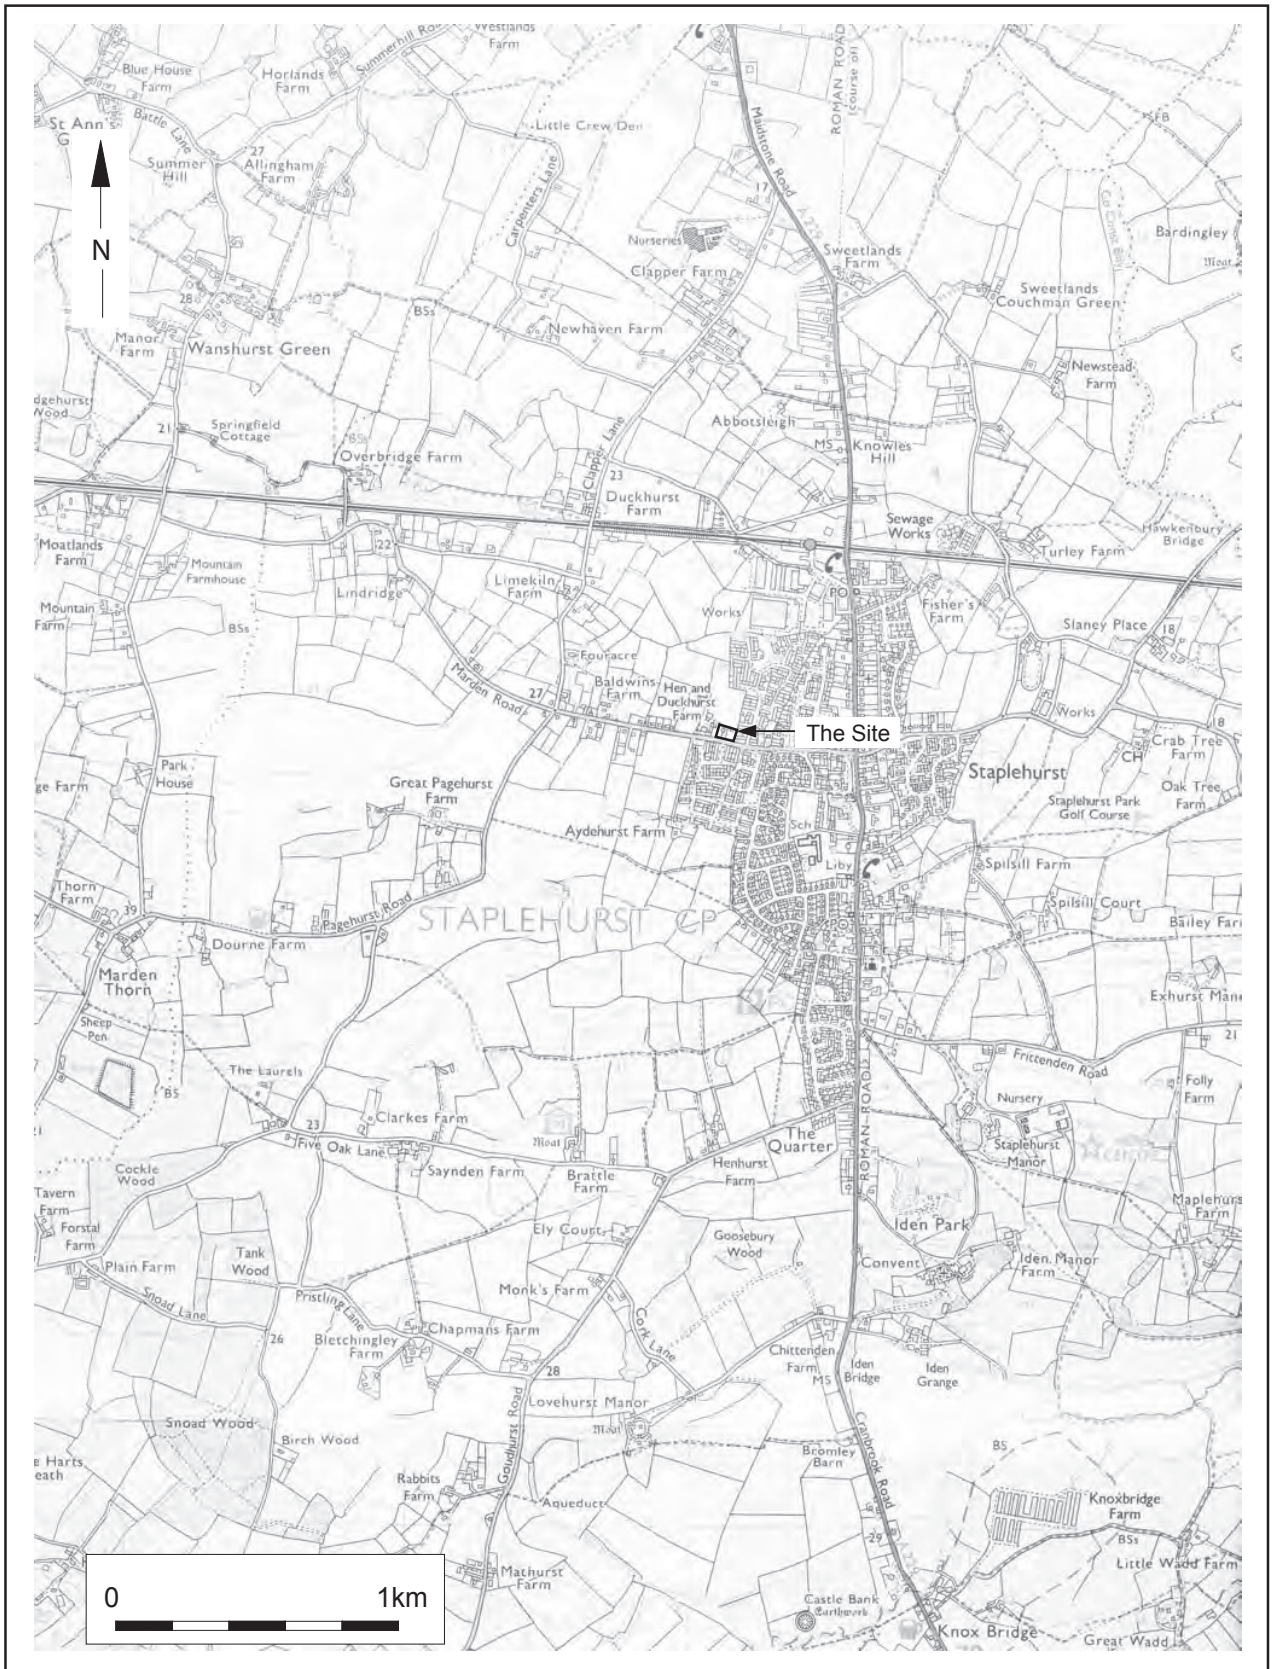 Westlands
Farm
Summerhill Road
Blue House
Farm
Horlands
Farm
ROMAN ROAD
(course of)
St Ann's
Battle Lane
Little Crew Den
Maidstone Road
FB
Summer
Hill
27
Allingham
Farm
Carpenters Lane
17
A 229
N
Nurseries
Sweetlands
Farm
Bardingley
Moat
Clapper Farm
Sweetlands
Couchman Green
28
BSs
Newhaven Farm
Manor
Farm
Wanshurst Green
Newstead
Farm
Wood
21
Springfield
Cottage
Abbotsleigh
BSs
Overbridge Farm
Clapper Lane
MS
Knowles
Hill
23
Duckhurst
Farm
Sewage
Works
Hawkenbury
Bridge
Moatlands
Farm
22
Turley Farm
Mountain
Farmhouse
Limekiln
Farm
Lindridge
PO
Mountain
Farm
Works
Fisher's
Farm
BSs
Slaney Place
18
Fouracre
Marden Road
27
Baldwins
Farm
Hen and
Duckhurst
Farm
Works
18
The Site
Park
House
CH
Crab Tree
Farm
Staplehurst
Great Pagehurst
Farm
Oak Tree
Farm
Staplehurst Park
Golf Course
Aydehurst Farm
Sch
Liby
Spilsill Farm
Thorn
Farm
39
Pagehurst Road
STAPLEHURST CP
Spilsill Court
Bailey Farm
Dourne Farm
Marden
Thorn
Exhurst Mano
Sheep
Pen
21
Frittenden Road
The Laurels
Folly
Farm
BS
Nursery
Clarkes Farm
23
Five Oak Lane
Moat
The
Quarter
ROMAN ROAD
Staplehurst
Manor
Cockle
Wood
Saynden Farm
Brattle
Farm
Henhurst
Farm
Tavern
Farm
Maplehurst
Farm
Forstal
Farm
Ely Court
Iden Park
Goosebury
Wood
Tank
Wood
Plain Farm
Convent
Iden Manor
Farm
Monk's Farm
Snoad Lane
Pristling Lane
Cork Lane
26
Chapmans Farm
Bletchingley
Farm
Chittenden
Farm
MS
Iden
Bridge
Iden
Grange
28
Goudhurst Road
Lovehurst Manor
Snoad Wood
Moat
Cranbrook Road
Birch Wood
Bromley
Barn
BS
Rabbits
Farm
Aqueduct
Knoxbridge
Farm
29
BSs
Little Wadd Farm
0
1km
Mathurst
Farm
Castle Bank
Earthwork
Knox Bridge
Great Wadd